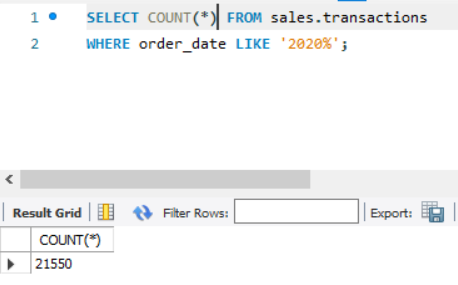 1 SELECT COUNT(*) FROM sales.transactions
2 WHERE order_date LIKE '2020%';
Result Grid Filter Rows: Export:
COUNT(*)
21550